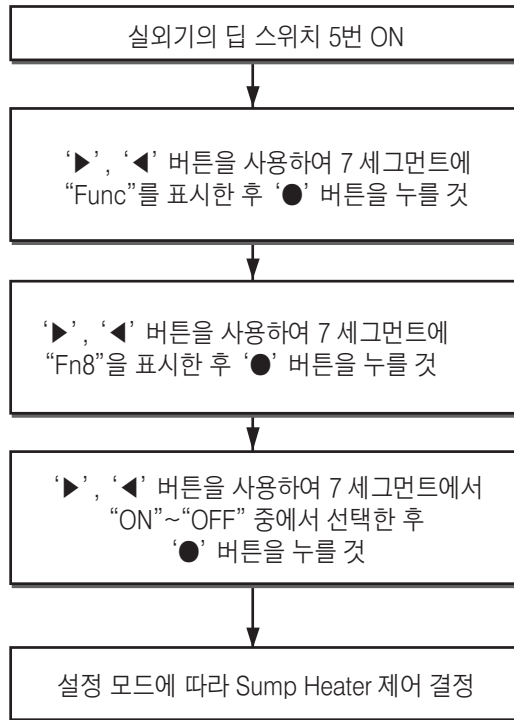 실외기의 딥 스위치 5번 ON
‘▶’, ‘◀’ 버튼을 사용하여 7 세그먼트에
“Func”를 표시한 후 ‘●’ 버튼을 누를 것
‘▶’, ‘◀’ 버튼을 사용하여 7 세그먼트에
“Fn8”을 표시한 후 ‘●’ 버튼을 누를 것
‘▶’, ‘◀’ 버튼을 사용하여 7 세그먼트에서
“ON”~“OFF” 중에서 선택한 후
‘●’ 버튼을 누를 것
설정 모드에 따라 Sump Heater 제어 결정